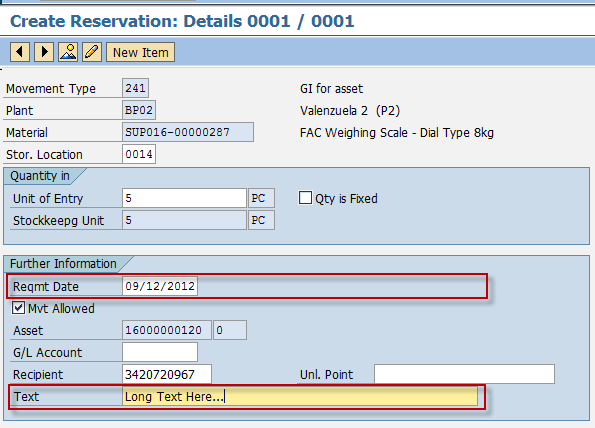 Create Reservation: Details 0001 / 0001
New Item
Movement Type 241 GI for asset
Plant BP02 Valenzuela 2 (P2)
Material SUP016-00000287 FAC Weighing Scale - Dial Type 8kg
Stor. Location 0014
Quantity in
Unit of Entry 5 PC Qty is Fixed
Stockkeepg Unit 5 PC
Further Information
Reqmt Date 09/12/2012
Mvt Allowed
Asset 16000000120 0
G/L Account
Recipient 3420720967 Unl. Point
Text Long Text Here...